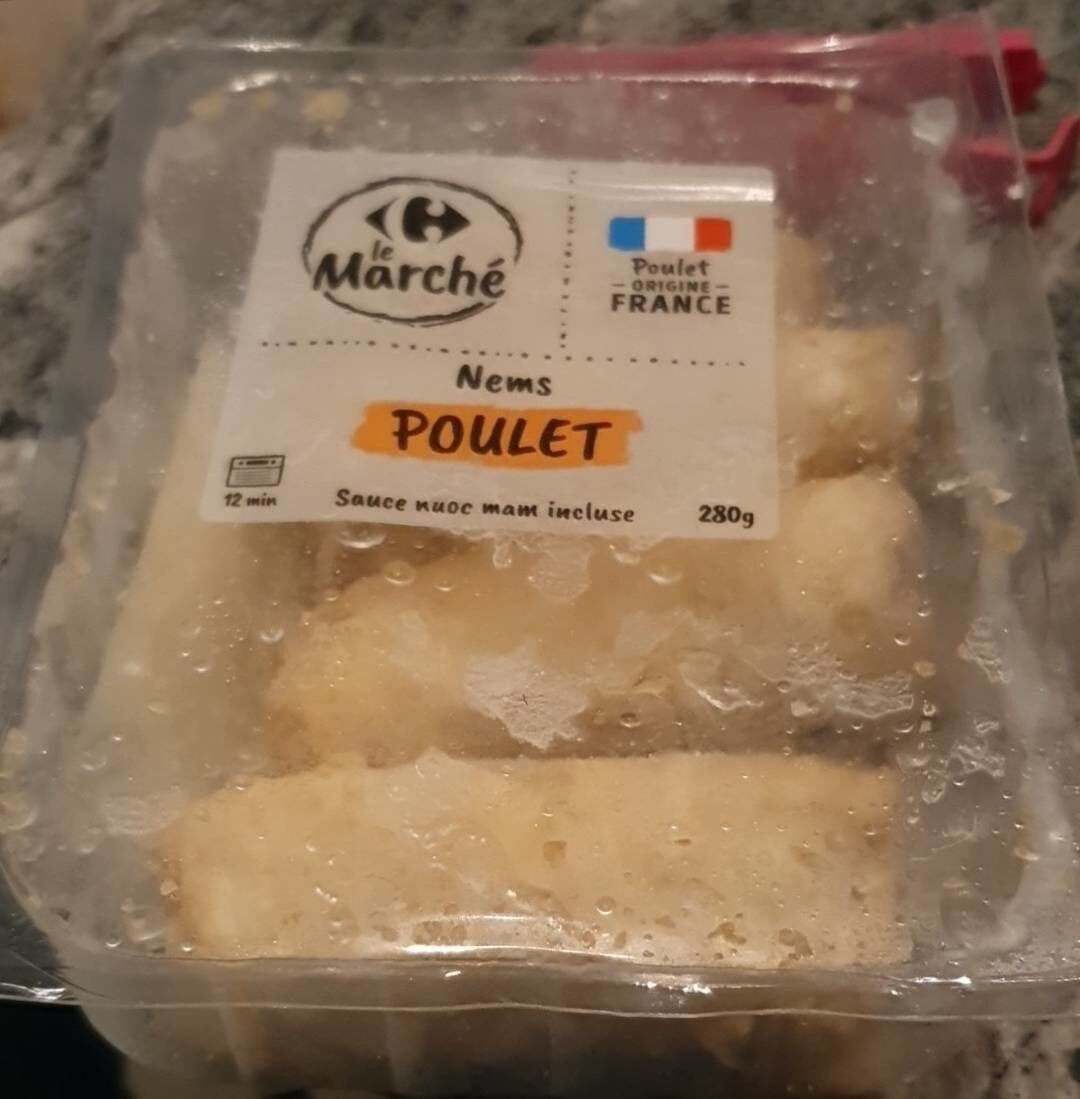 le
Marché
Poulet
ORIGINE
FRANCE
Nems
POULET
12 min
Sauce nuoc mam incluse
280g